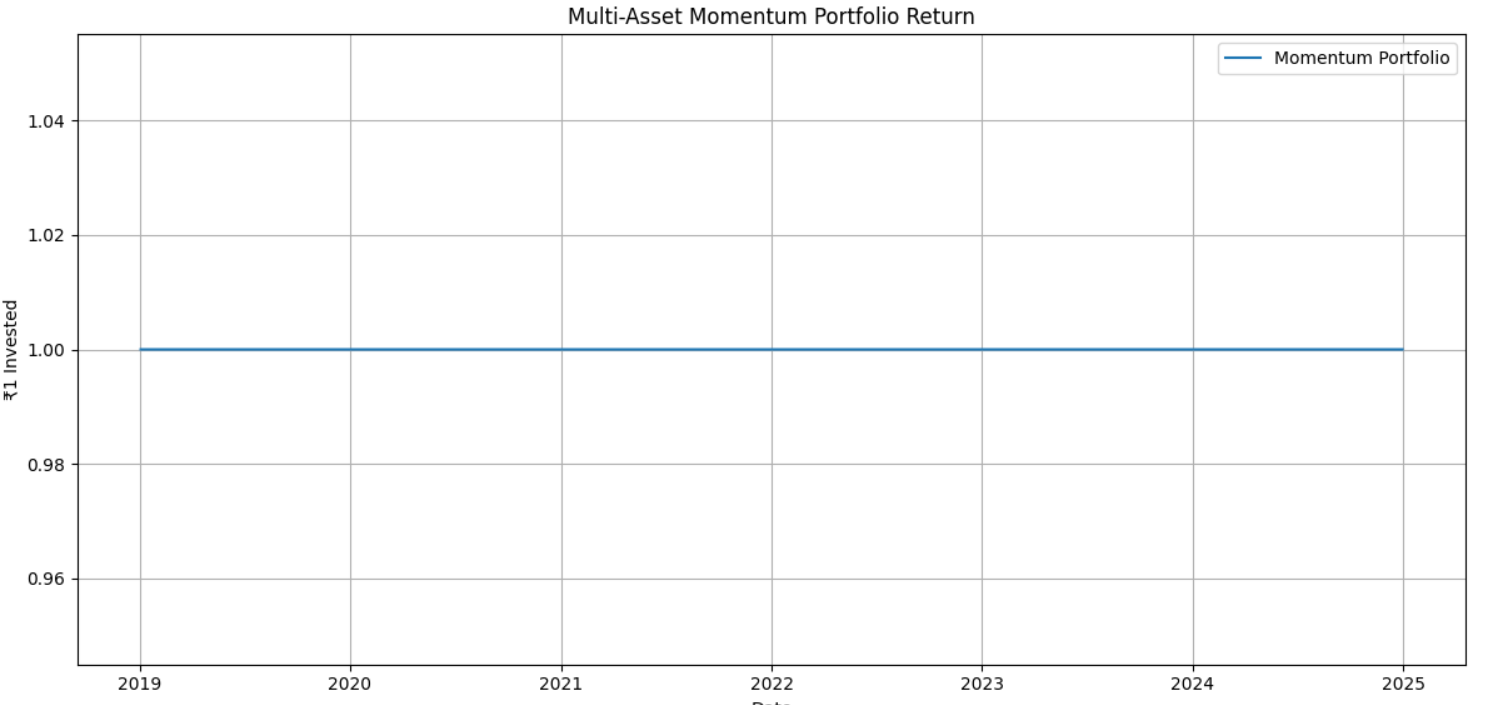 Multi-Asset Momentum Portfolio Return
Momentum Portfolio
1.04
1.02
1.00
0.98
0.96
₹1 Invested
2019 2020 2021 2022 2023 2024 2025